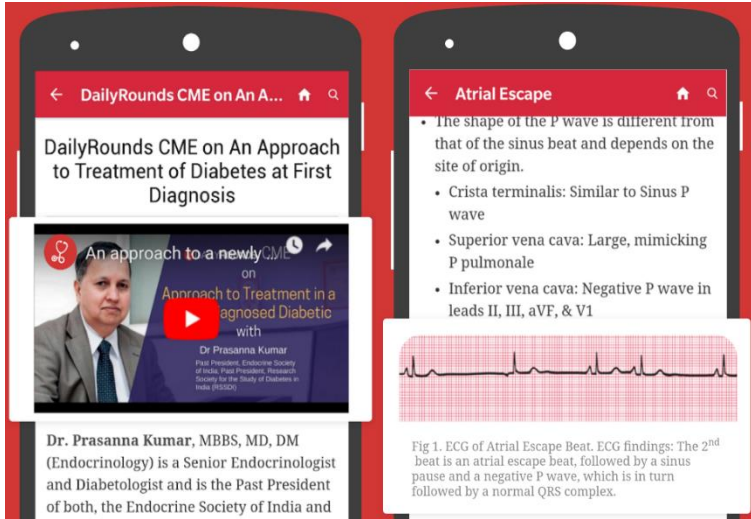 DailyRounds CME on An A...
DailyRounds CME on An Approach
to Treatment of Diabetes at First
Diagnosis
An approach to a newly ...
CME
on
Approach to Treatment in a
agnosed Diabetic
with
Dr Prasanna Kumar
Past President, Endocrine Society
of India; Past President, Research
Society for the Study of Diabetes in
India (RSSDI)
Dr. Prasanna Kumar, MBBS, MD, DM
(Endocrinology) is a Senior Endocrinologist
and Diabetologist and is the Past President
of both, the Endocrine Society of India and
Atrial Escape
• The shape of the P wave is different from
that of the sinus beat and depends on the
site of origin.
• Crista terminalis: Similar to Sinus P
wave
• Superior vena cava: Large, mimicking
P pulmonale
• Inferior vena cava: Negative P wave in
leads II, III, aVF, & V1
Fig 1. ECG of Atrial Escape Beat. ECG findings: The 2nd
beat is an atrial escape beat, followed by a sinus
pause and a negative P wave, which is in turn
followed by a normal QRS complex.